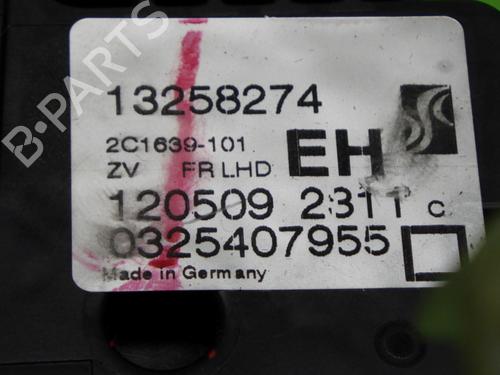 B-PARTS
13258274
2C1639-101
ZV FR LHD EH
120509 2311 C
0325407955
Made in Germany